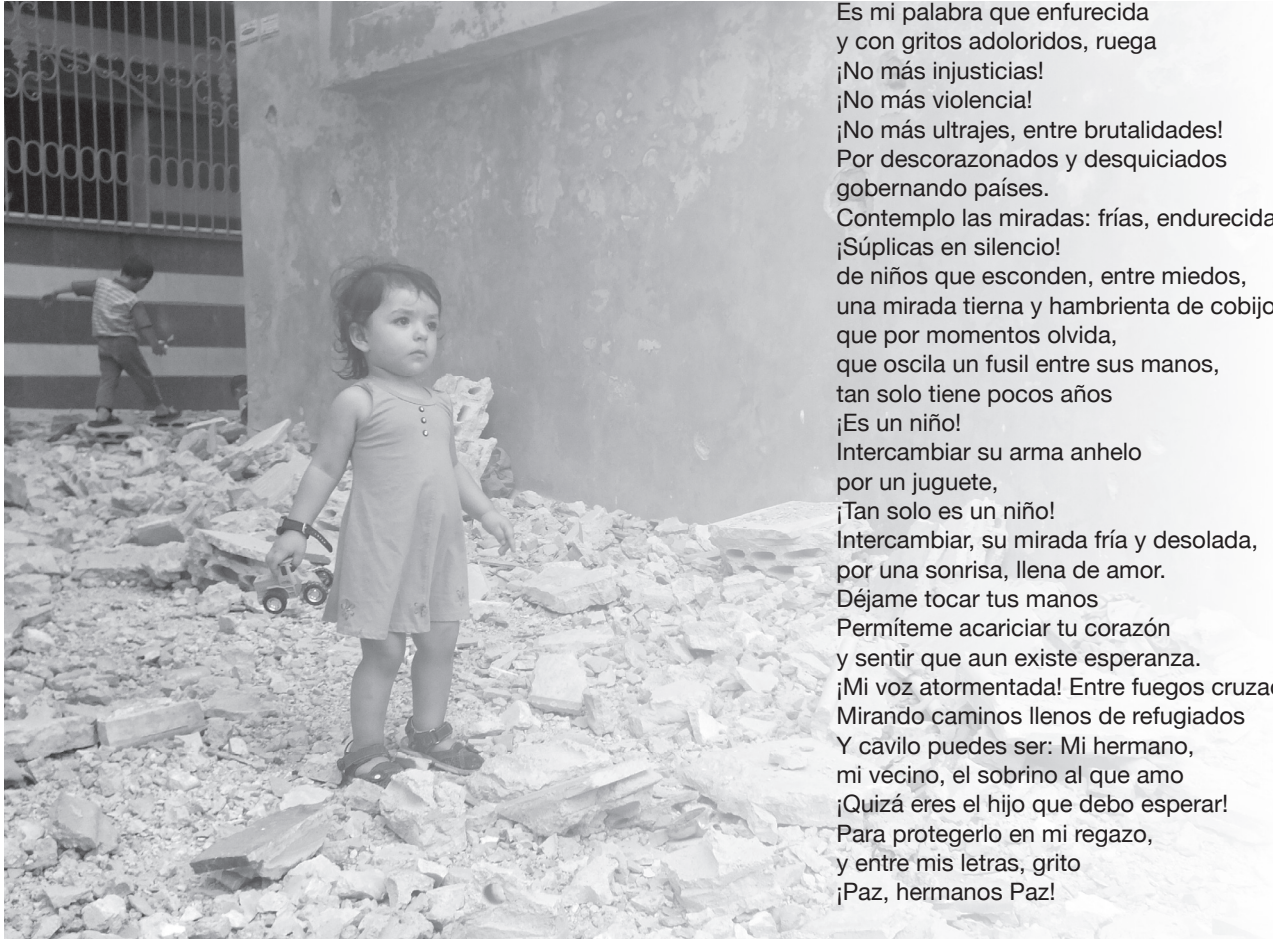 Es mi palabra que enfurecida
y con gritos adoloridos, ruega
¡No más injusticias!
¡No más violencia!
¡No más ultrajes, entre brutalidades!
Por descorazonados y desquiciados
gobernando países.
Contemplo las miradas: frías, endurecida
¡Súplicas en silencio!
de niños que esconden, entre miedos,
una mirada tierna y hambrienta de cobijo
que por momentos olvida,
que oscila un fusil entre sus manos,
tan solo tiene pocos años
¡Es un niño!
Intercambiar su arma anhelo
por un juguete,
¡Tan solo es un niño!
Intercambiar, su mirada fría y desolada,
por una sonrisa, llena de amor.
Déjame tocar tus manos
Permíteme acariciar tu corazón
y sentir que aun existe esperanza.
¡Mi voz atormentada! Entre fuegos
Mirando caminos llenos de refugiados
Y cavilo puedes ser: Mi hermano,
mi vecino, el sobrino al que amo
¡Quizá eres el hijo que debo esperar!
Para protegerlo en mi regazo,
y entre mis letras, grito
¡Paz, hermanos Paz!